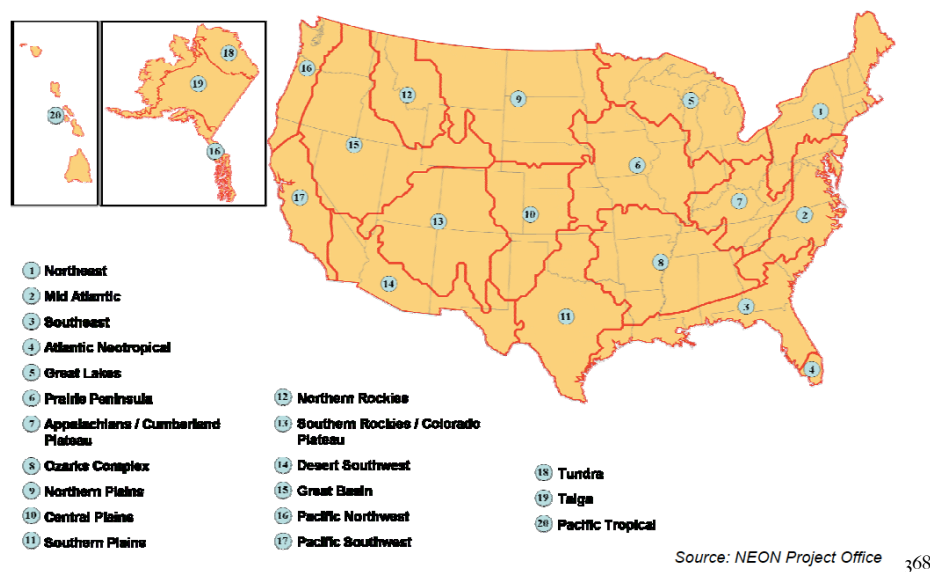 18
16
19
12
9
5
1
20
15
16
6
17
7
13
10
2
8
14
3
11
4
1 Northeast
2 Mid Atlantic
3 Southeast
4 Atlantic Neotropical
5 Great Lakes
6 Prairie Peninsula
7 Appalachians / Cumberland
Plateau
8 Ozarks Complex
9 Northern Plains
10 Central Plains
11 Southern Plains
12 Northern Rockies
13 Southern Rockies / Colorado
Plateau
14 Desert Southwest
15 Great Basin
16 Pacific Northwest
17 Pacific Southwest
18 Tundra
19 Taiga
20 Pacific Tropical
Source: NEON Project Office
368